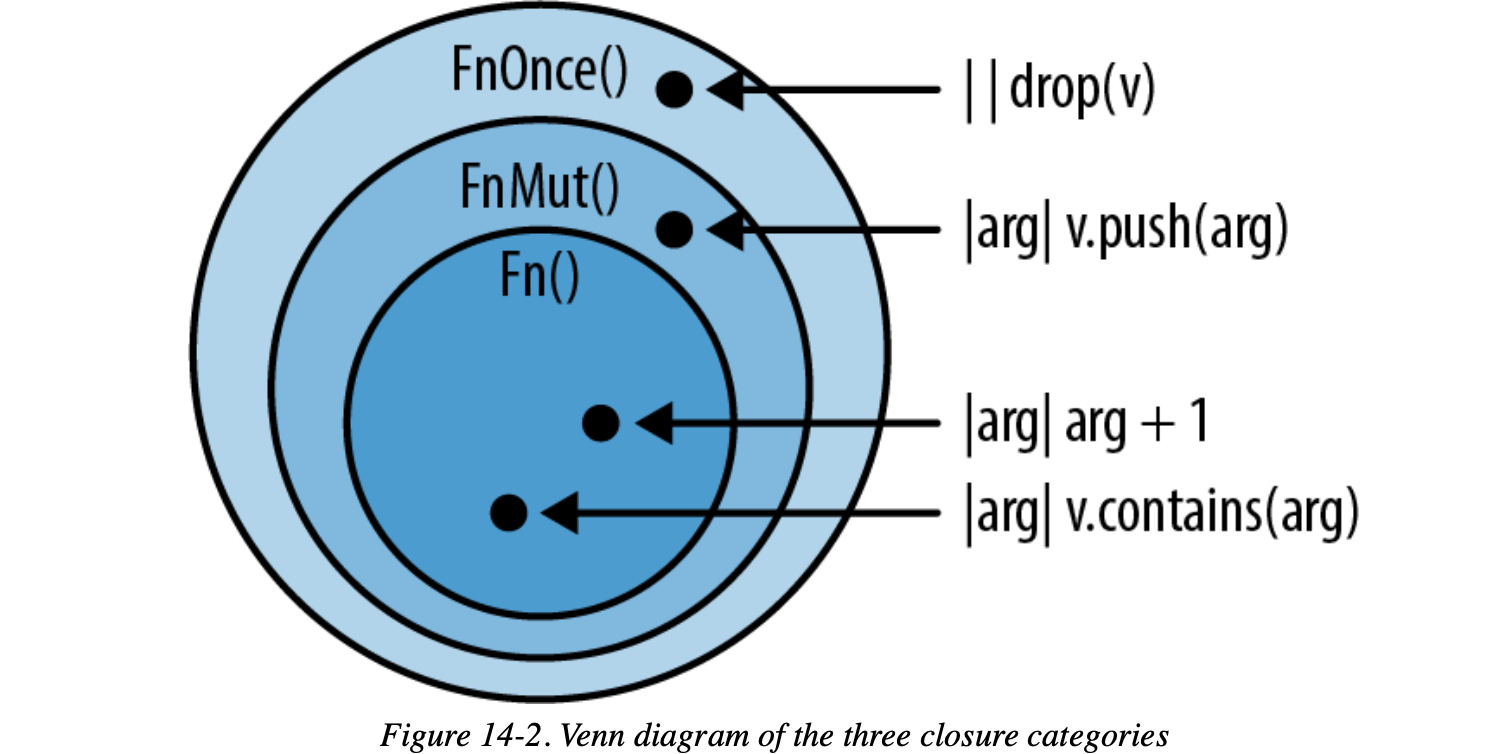 FnOnce()
|| drop(v)
FnMut()
|arg| v.push(arg)
Fn()
|arg| arg + 1
|arg| v.contains(arg)
Figure 14-2. Venn diagram of the three closure categories